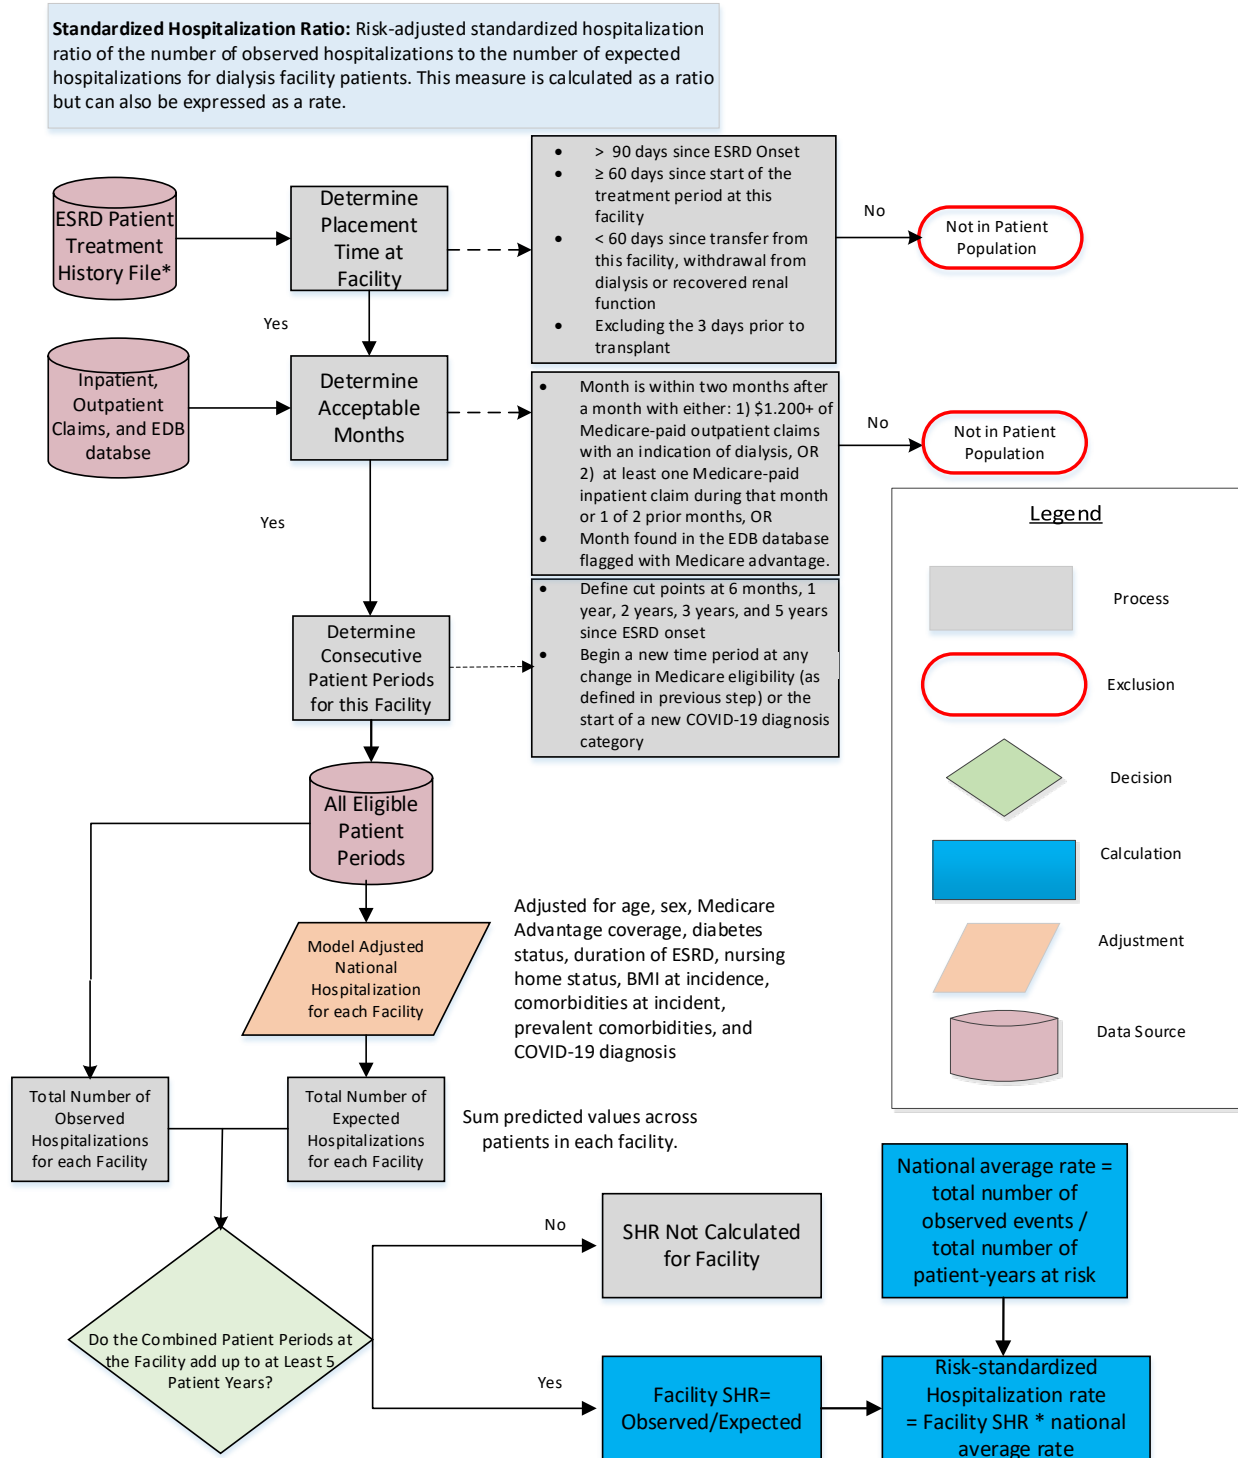 Standardized Hospitalization Ratio: Risk-adjusted standardized hospitalization
ratio of the number of observed hospitalizations to the number of expected
hospitalizations for dialysis facility patients. This measure is calculated as a ratio
but can also be expressed as a rate.
ESRD Patient
Treatment
History File*
Determine
Placement
Time at
Facility
• > 90 days since ESRD Onset
• ≥ 60 days since start of the
treatment period at this
facility
• < 60 days since transfer from
this facility, withdrawal from
dialysis or recovered renal
function
• Excluding the 3 days prior to
transplant
No
Not in Patient
Population
Yes
Inpatient,
Outpatient
Claims, and EDB
databse
Determine
Acceptable
Months
• Month is within two months after
a month with either: 1) $1.200+ of
Medicare-paid outpatient claims
with an indication of dialysis, OR
2) at least one Medicare-paid
inpatient claim during that month
or 1 of 2 prior months, OR
• Month found in the EDB database
flagged with Medicare advantage.
No
Not in Patient
Population
Yes
Determine
Consecutive
Patient Periods
for this Facility
• Define cut points at 6 months, 1
year, 2 years, 3 years, and 5 years
since ESRD onset
• Begin a new time period at any
change in Medicare eligibility (as
defined in previous step) or the
start of a new COVID-19 diagnosis
category
Legend
Process
Exclusion
Decision
Calculation
Adjustment
Data Source
All Eligible
Patient
Periods
Model Adjusted
National
Hospitalization
for each Facility
Adjusted for age, sex, Medicare
Advantage coverage, diabetes
status, duration of ESRD, nursing
home status, BMI at incidence,
comorbidities at incident,
prevalent comorbidities, and
COVID-19 diagnosis
Total Number of
Observed
Hospitalizations
for each Facility
Total Number of
Expected
Hospitalizations
for each Facility
Sum predicted values across
patients in each facility.
Do the Combined Patient Periods at
the Facility add up to at Least 5
Patient Years?
No
SHR Not Calculated
for Facility
Yes
Facility SHR=
Observed/Expected
National average rate =
total number of
observed events /
total number of
patient-years at risk
Risk-standardized
Hospitalization rate
= Facility SHR * national
average rate